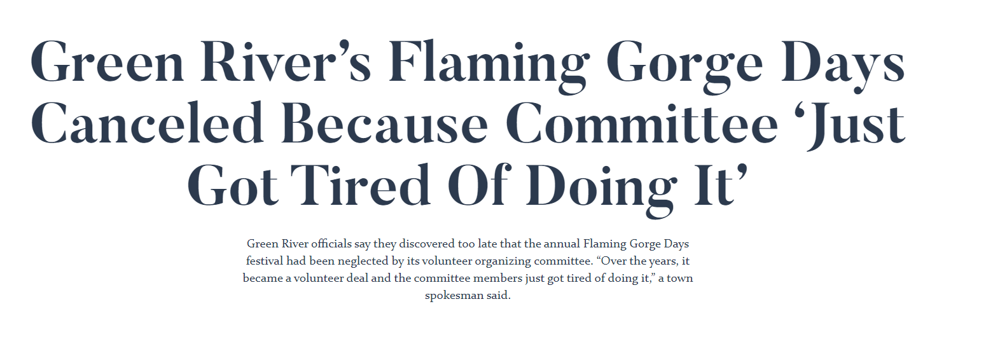 Green River’s Flaming Gorge Days
Canceled Because Committee ‘Just
Got Tired Of Doing It’
Green River officials say they discovered too late that the annual Flaming Gorge Days
festival had been neglected by its volunteer organizing committee. “Over the years, it
became a volunteer deal and the committee members just got tired of doing it,” a town
spokesman said.